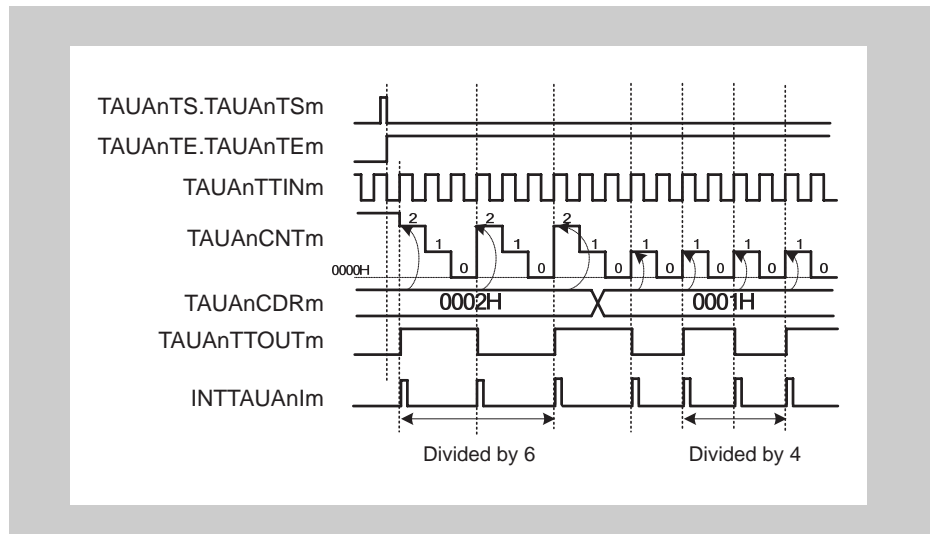 TAUAnTS.TAUAnTSm
TAUAnTE.TAUAnTEm
TAUAnTTINm
TAUAnCNTm
2 1 0 2 1 0 2 1 0 1 0 1 0 1 0 1 0
0000H
TAUAnCDRm
0002H 0001H
TAUAnTTOUTm
INTTAUAnIm
Divided by 6 Divided by 4